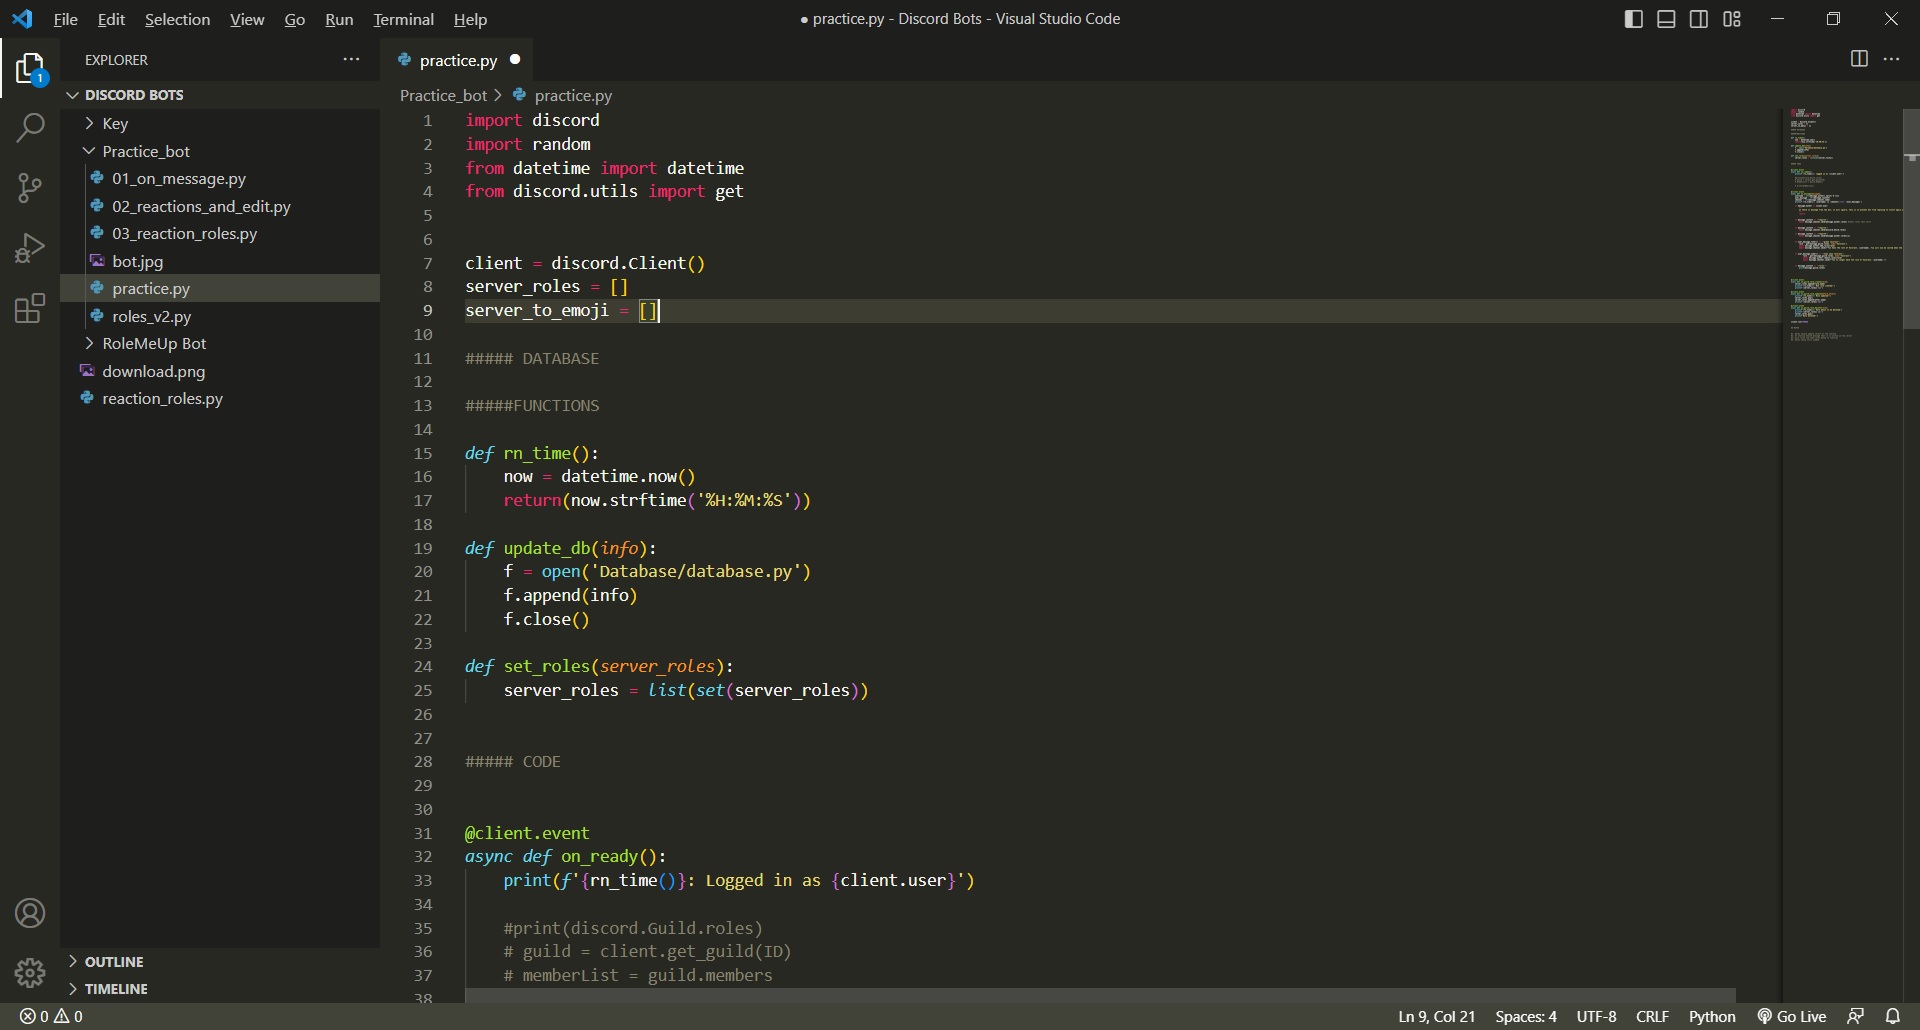 File Edit Selection View Go Run Terminal Help
● practice.py - Discord Bots - Visual Studio Code
EXPLORER
practice.py
1
DISCORD BOTS
Practice_bot > practice.py
Key
Practice_bot
01_on_message.py
02_reactions_and_edit.py
03_reaction_roles.py
bot.jpg
practice.py
roles_v2.py
RoleMeUp Bot
download.png
reaction_roles.py
OUTLINE
TIMELINE
1 import discord
2 import random
3 from datetime import datetime
4 from discord.utils import get
5
6
7 client = discord.Client()
8 server_roles = []
9 server_to_emoji = []
10
11 ##### DATABASE
12
13 #####FUNCTIONS
14
15 def rn_time():
16 now = datetime.now()
17 return(now.strftime('%H:%M:%S'))
18
19 def update_db(info):
20 f = open('Database/database.py')
21 f.append(info)
22 f.close()
23
24 def set_roles(server_roles):
25 server_roles = list(set(server_roles))
26
27
28 ##### CODE
29
30
31 @client.event
32 async def on_ready():
33 print(f'{rn_time()}: Logged in as {client.user}')
34
35 #print(discord.Guild.roles)
36 # guild = client.get_guild(ID)
37 # memberList = guild.members
38
0 0
Ln 9, Col 21 Spaces: 4 UTF-8 CRLF Python Go Live